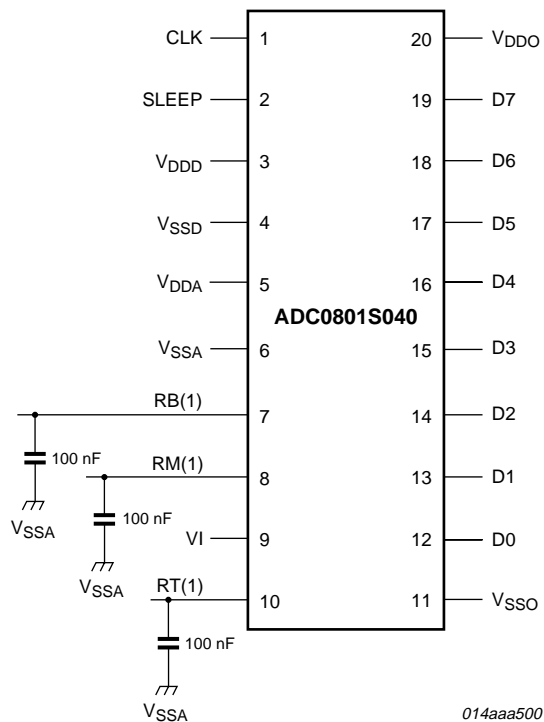 CLK 1 20 VDDO
SLEEP 2 19 D7
VDDD 3 18 D6
VSSD 4 17 D5
VDDA 5 16 D4
ADC0801S040
VSSA 6 15 D3
RB(1) 7 14 D2
100 nF
VSSA
RM(1) 8 13 D1
100 nF
VSSA
VI 9 12 D0
RT(1) 10 11 VSSO
100 nF
VSSA
014aaa500